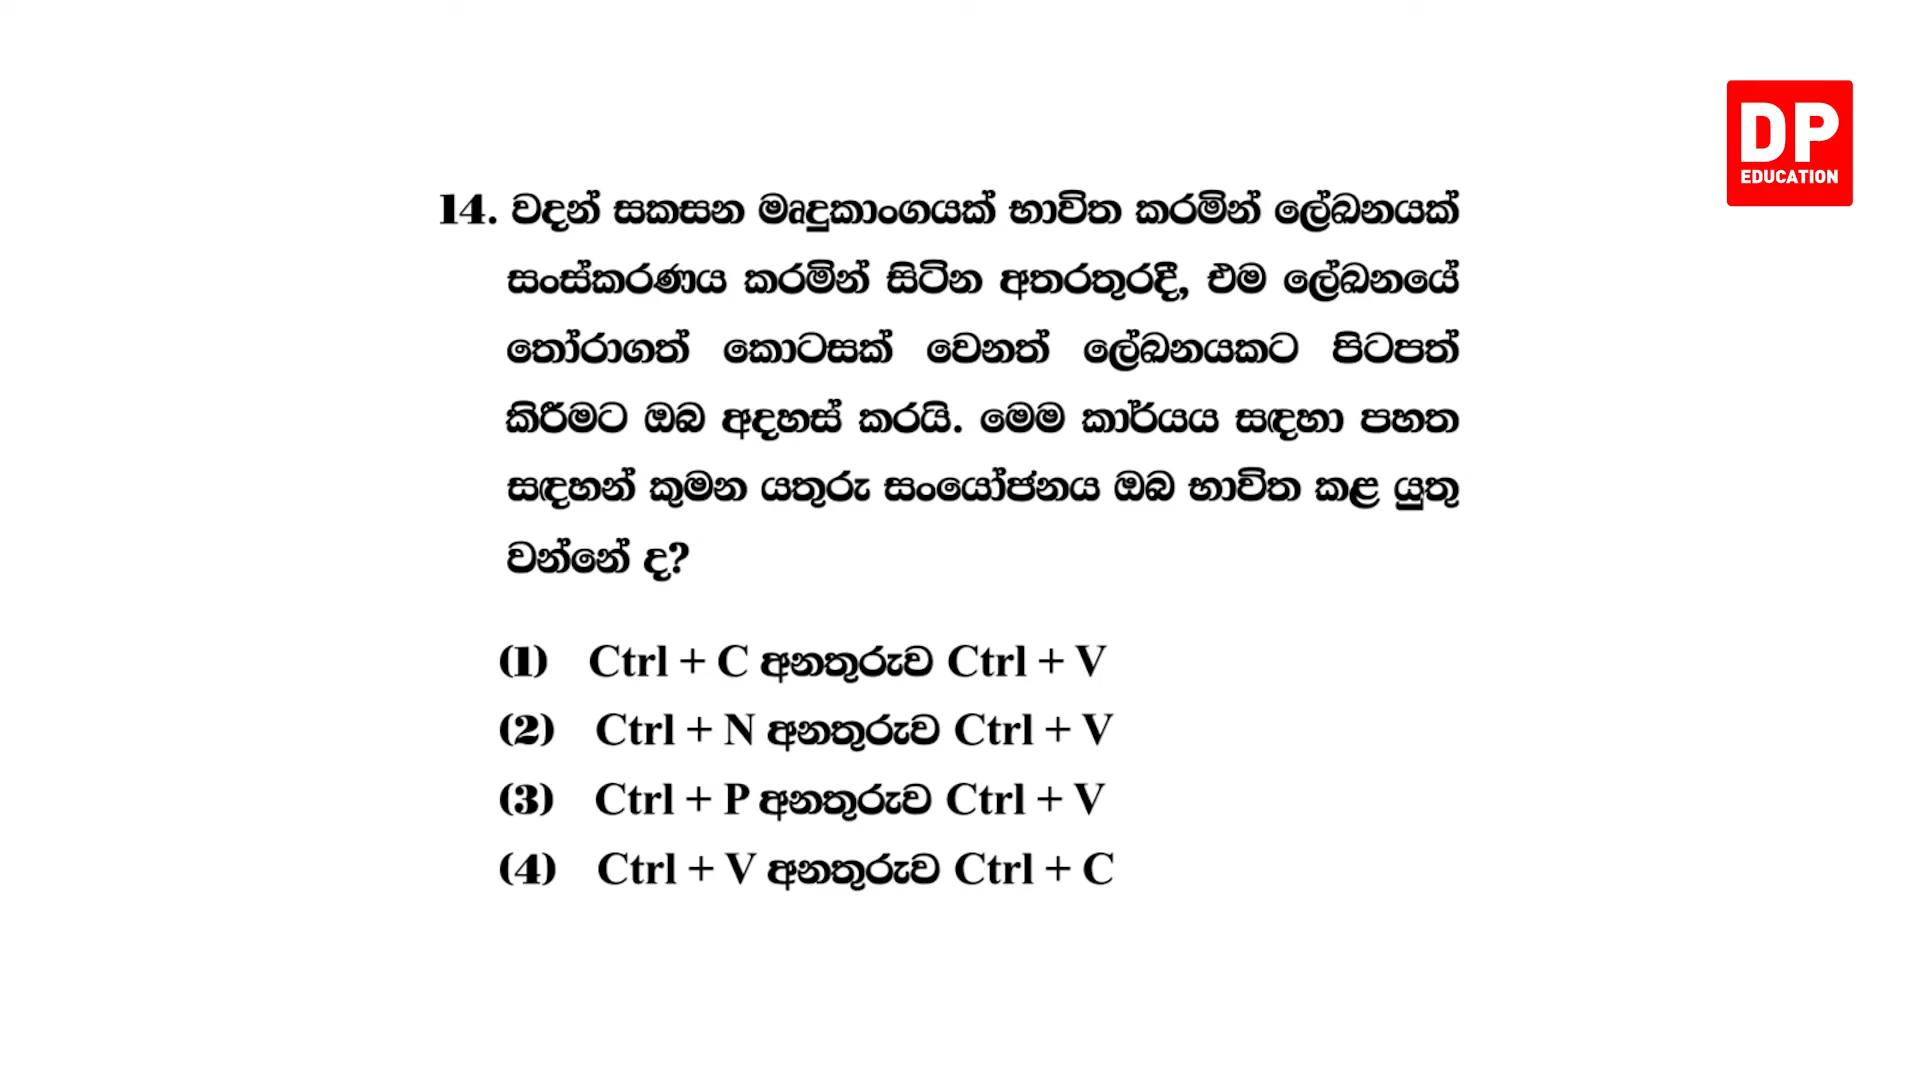 DP
EDUCATION
14. වදන් සකසන මෘදුකාංගයක් භාවිත කරමින් ලේඛනයක්
සංස්කරණය කරමින් සිටින අතරතුරදී, එම ලේඛනයේ
තෝරාගත් කොටසක් වෙනත් ලේඛනයකට පිටපත්
කිරීමට ඔබ අදහස් කරයි. මෙම කාර්යය සඳහා පහත
සඳහන් කුමන යතුරු සංයෝජනය ඔබ භාවිත කළ යුතු
වන්නේ ද?
(1) Ctrl + C අනතුරුව Ctrl + V
(2) Ctrl + N අනතුරුව Ctrl + V
(3) Ctrl + P අනතුරුව Ctrl + V
(4) Ctrl + V අනතුරුව Ctrl + C